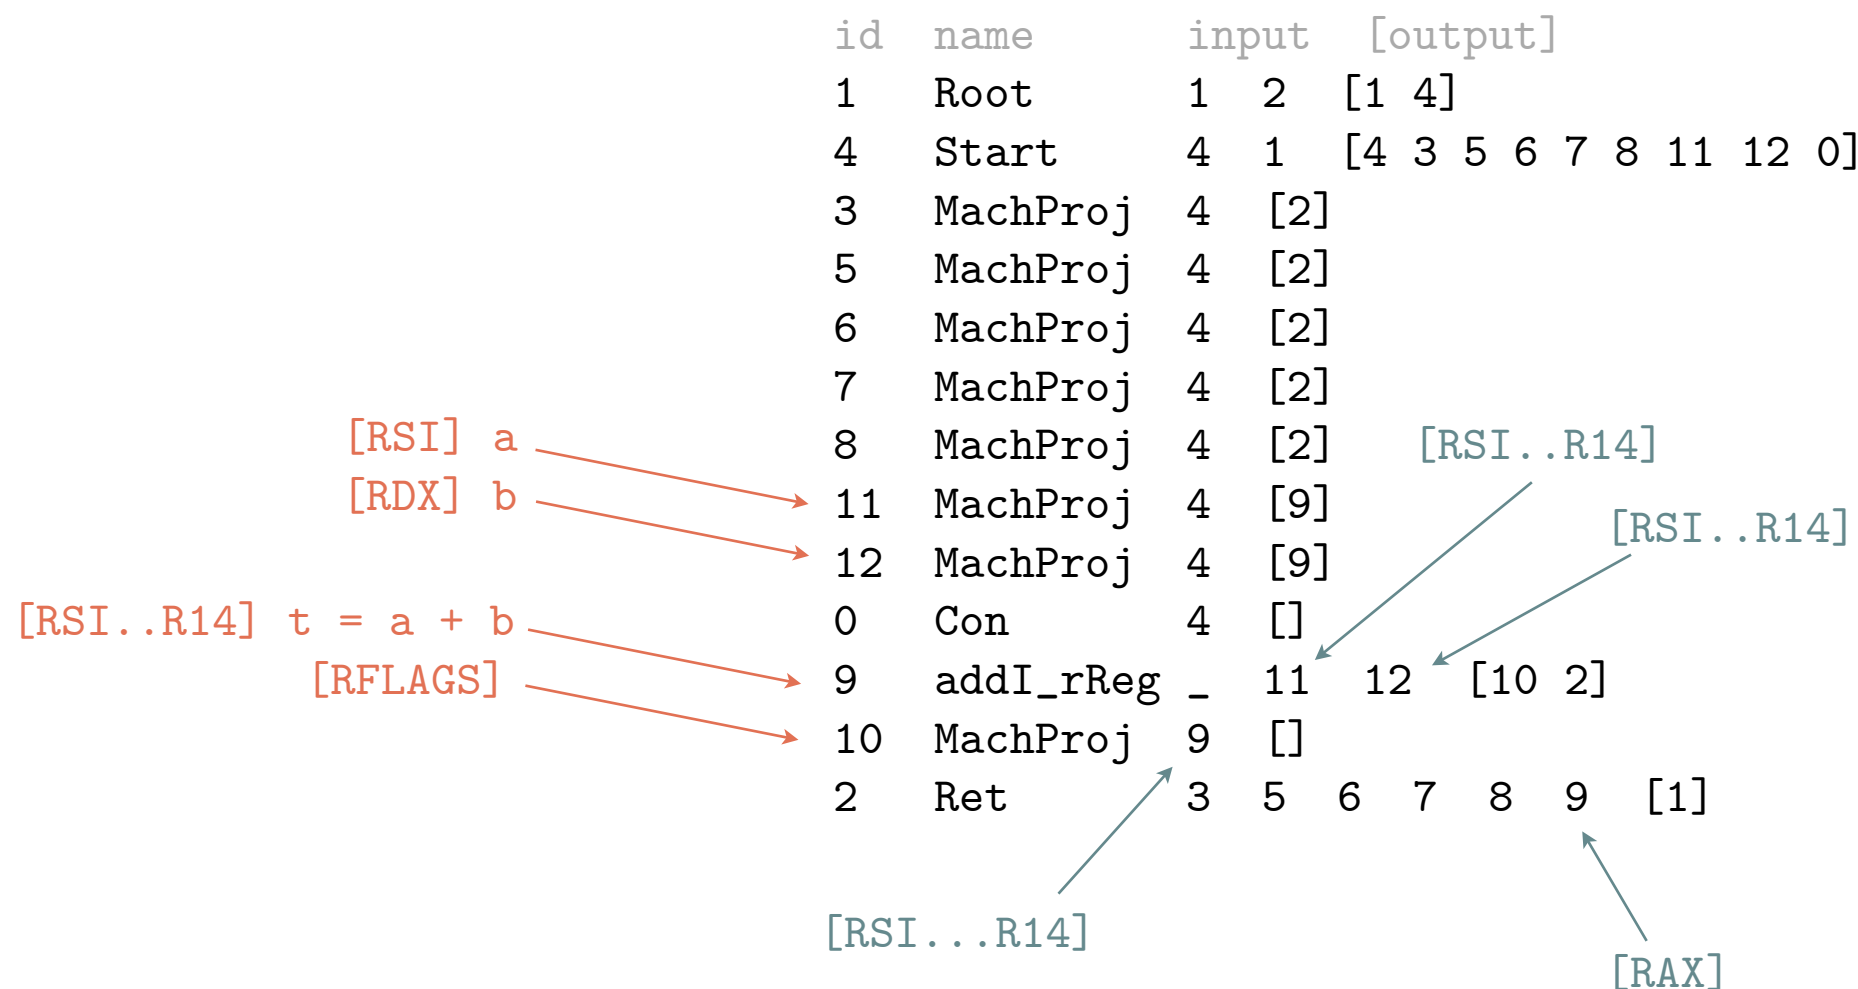 id name input [output]
1 Root 1 2 [1 4]
4 Start 4 1 [4 3 5 6 7 8 11 12 0]
3 MachProj 4 [2]
5 MachProj 4 [2]
6 MachProj 4 [2]
7 MachProj 4 [2]
[RSI] a
8 MachProj 4 [2]
[RSI..R14]
[RDX] b
11 MachProj 4 [9]
[RSI..R14]
12 MachProj 4 [9]
[RSI..R14] t = a + b
0 Con 4 []
[RFLAGS]
9 addI_rReg _ 11 12 [10 2]
10 MachProj 9 []
2 Ret 3 5 6 7 8 9 [1]
[RSI...R14]
[RAX]